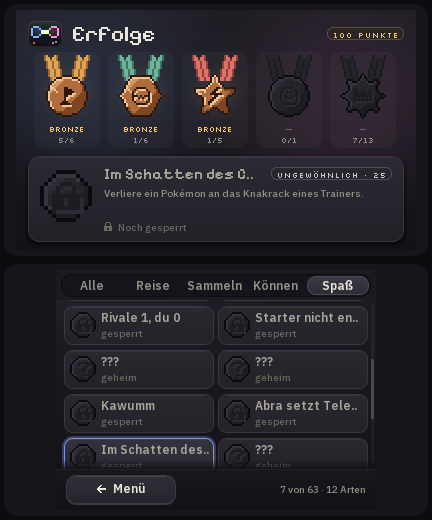 Erfolge
100 PUNKTE
BRONZE BRONZE BRONZE — —
5/6 1/6 1/5 0/1 7/13
Im Schatten des G..
UNGEWÖHNLICH · 25
Verliere ein Pokémon an das Knakrack eines Trainers.
Noch gesperrt
Alle Reise Sammeln Können Spaß
Rivale 1, du 0 Starter nicht en..
gesperrt gesperrt
??? ???
geheim geheim
Kawumm Abra setzt Tele..
gesperrt gesperrt
Im Schatten des.. ???
gesperrt geheim
← Menü
7 von 63 · 12 Arten